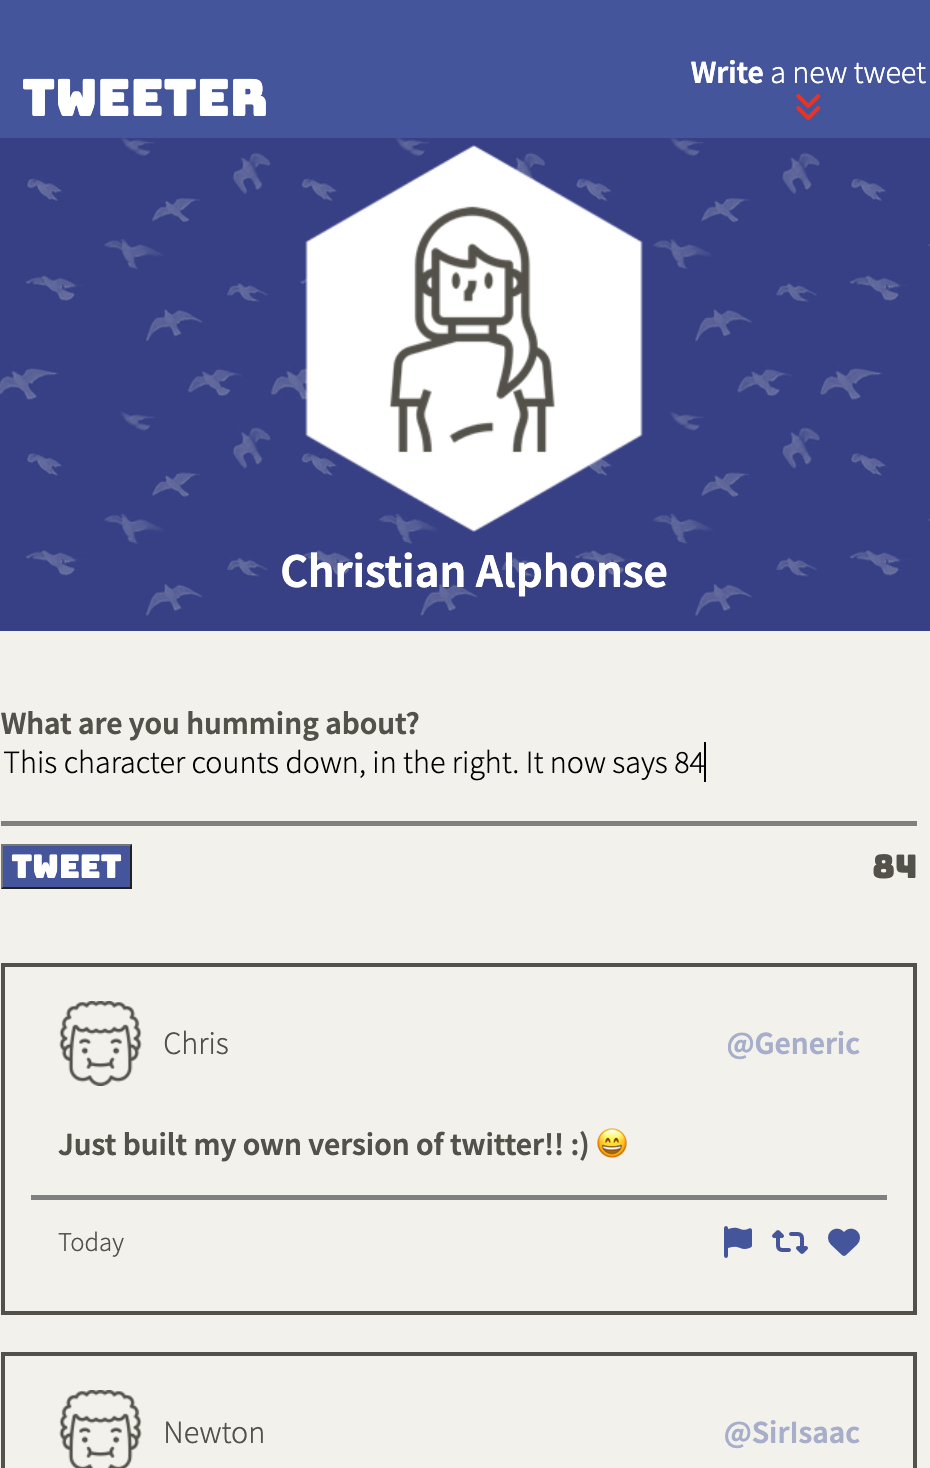 TWEETER
Write a new tweet
Christian Alphonse
What are you humming about?
This character counts down, in the right. It now says 84
TWEET
84
Chris
@Generic
Just built my own version of twitter!! :) 😄
Today
Newton
@SirIsaac